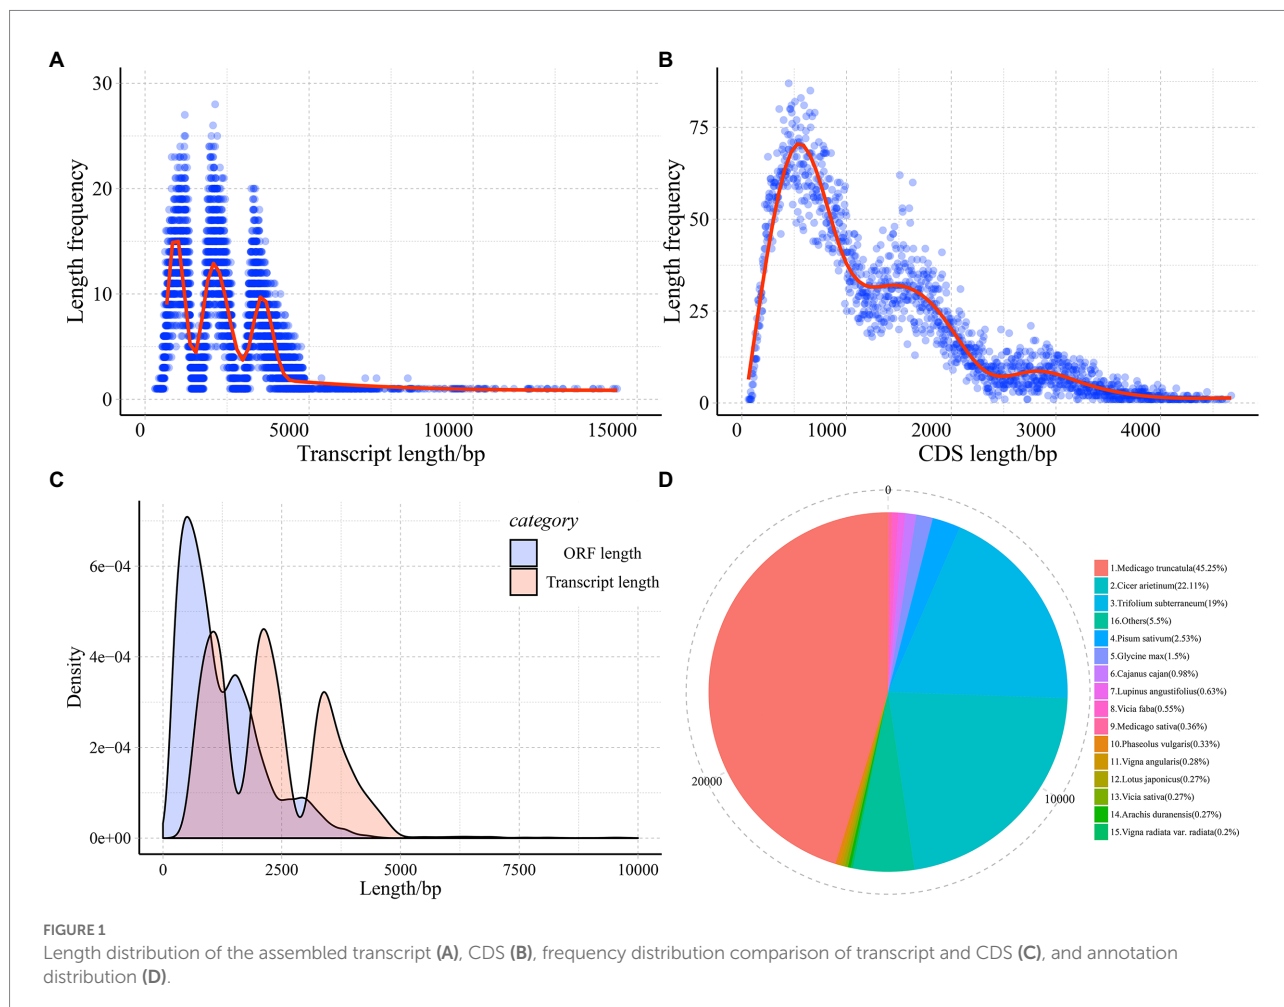 A
Length frequency
30
20
10
0
0 5000 10000 15000
Transcript length/bp
B
Length frequency
75
50
25
0
0 1000 2000 3000 4000
CDS length/bp
C
Density
6e−04
4e−04
2e−04
0e+00
0 2500 5000 7500 10000
Length/bp
category
ORF length
Transcript length
D
0
10000
20000
1.Medicago truncatula(45.25%)
2.Cicer arietinum(22.11%)
3.Trifolium subterraneum(19%)
16.Others(5.5%)
4.Pisum sativum(2.53%)
5.Glycine max(1.5%)
6.Cajanus cajan(0.98%)
7.Lupinus angustifolius(0.63%)
8.Vicia faba(0.55%)
9.Medicago sativa(0.36%)
10.Phaseolus vulgaris(0.33%)
11.Vigna angularis(0.28%)
12.Lotus japonicus(0.27%)
13.Vicia sativa(0.27%)
14.Arachis duranensis(0.27%)
15.Vigna radiata var. radiata(0.2%)
FIGURE 1
Length distribution of the assembled transcript (A), CDS (B), frequency distribution comparison of transcript and CDS (C), and annotation
distribution (D).